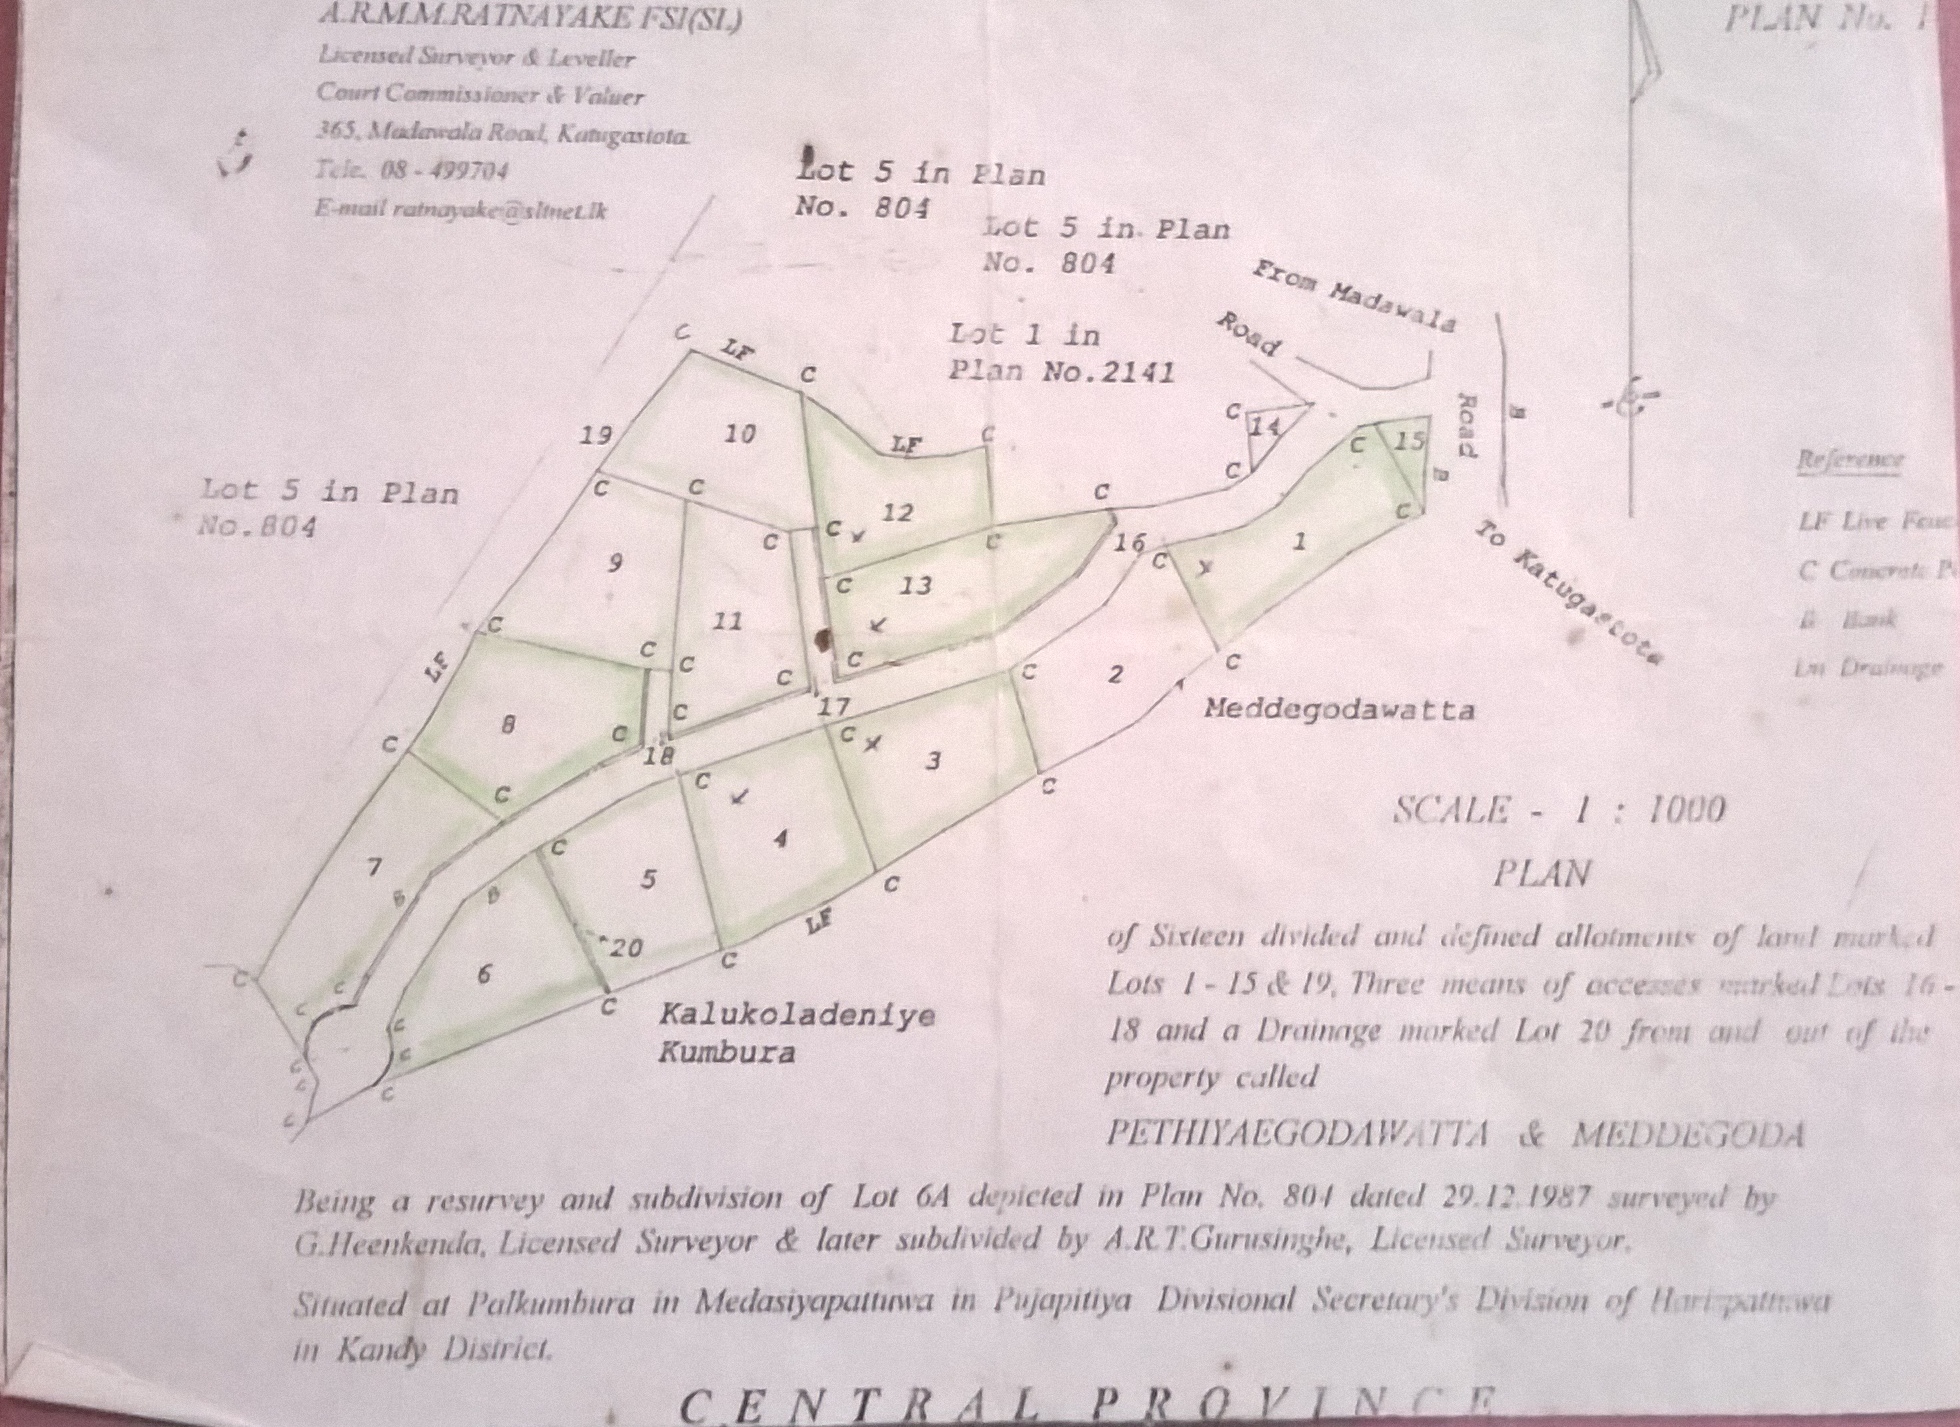 A.R.M.M.RATNAYAKE FSI(SL)
Licensed Surveyor & Leveller
Court Commissioner & Valuer
365, Madawala Road, Katugastota.
Tele. 08 - 499704
E-mail ratnayake@sltnet.lk
PLAN No. 1
Lot 5 in Plan
No. 804
Lot 5 in Plan
No. 804
From Madawala
Road
Lot 1 in
Plan No.2141
Road
B
B
To Katugascota
Lot 5 in Plan
No.804
Reference
LF Live Fenc
C Concrete P
B Bank
Dn Drainage
C
LF
C
19
10
LF
C
C
14
C
C
15
C
C
C
C
12
C
C
C
C
16
C
1
9
11
C
13
C
C
C
C
C
C
LF
C
8
C
C
C
17
C
2
C
Meddegodawatta
C
18
C
C
3
C
C
7
B
B
C
5
4
C
LF
20
6
C
C
C
C
C
C
C
C
C
C
C
C
Kalukoladeniye
Kumbura
SCALE - 1 : 1000
PLAN
of Sixteen divided and defined allotments of land marked
Lots 1 - 15 & 19, Three means of accesses marked Lots 16 -
18 and a Drainage marked Lot 20 from and out of the
property called
PETHIYAEGODAWATTA & MEDDEGODA
Being a resurvey and subdivision of Lot 6A depicted in Plan No. 804 dated 29.12.1987 surveyed by
G.Heenkenda, Licensed Surveyor & later subdivided by A.R.T.Gurusinghe, Licensed Surveyor.
Situated at Palkumbura in Medasiyapattuwa in Pujapitiya Divisional Secretary's Division of Harispattuwa
in Kandy District.
CENTRAL PROVINCE